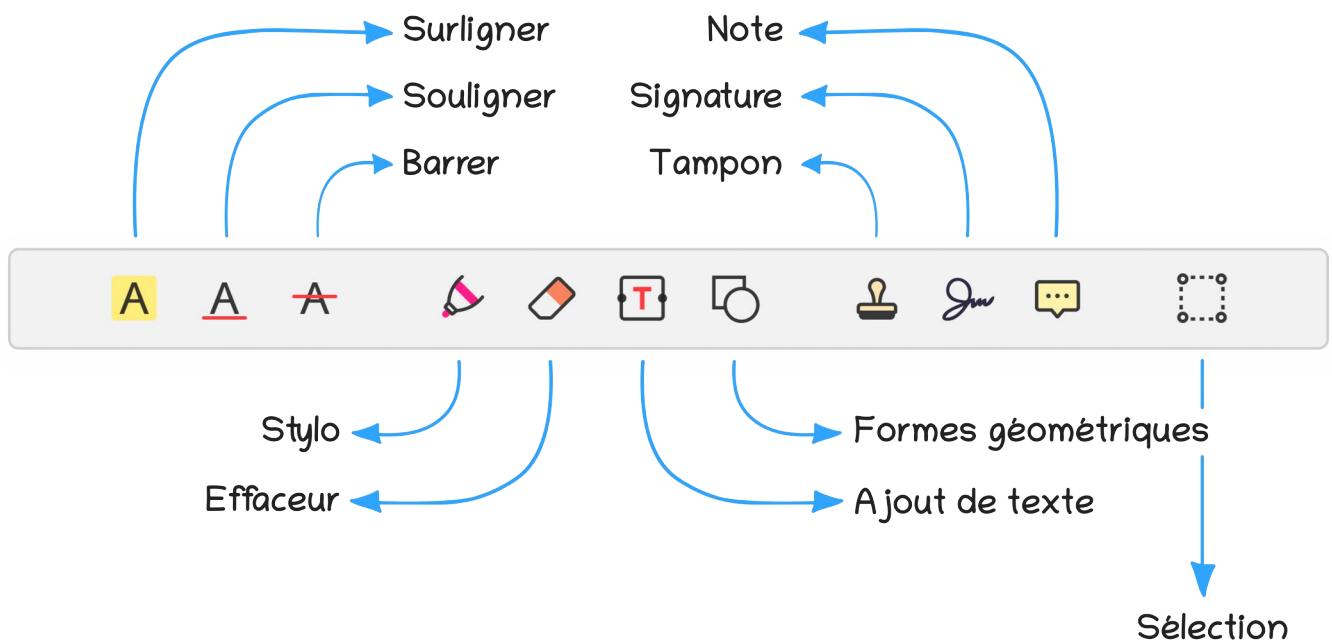 Surligner
Note
Souligner
Signature
Barrer
Tampon
A
A
A
T
Stylo
Formes géométriques
Effaceur
Ajout de texte
Sélection